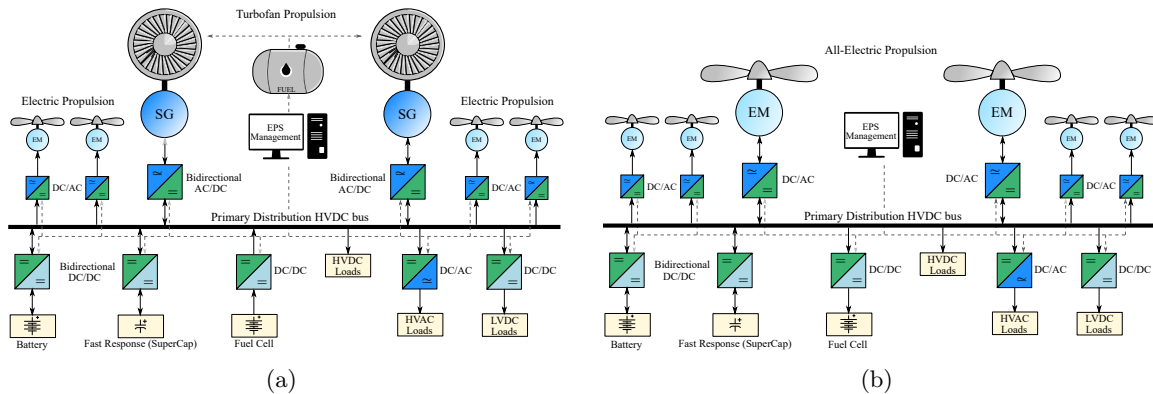 Turbofan Propulsion
FUEL
Electric Propulsion
Electric Propulsion
SG
SG
EM
EM
EM
EM
EPS
Management
DC/AC
Bidirectional
AC/DC
Bidirectional
AC/DC
DC/AC
Primary Distribution HVDC bus
Bidirectional
DC/DC
DC/DC
HVDC
Loads
DC/AC
DC/DC
HVAC
Loads
LVDC
Loads
Battery
Fast Response (SuperCap)
Fuel Cell
(a)
All-Electric Propulsion
EM
EM
EM
EM
EM
EM
EPS
Management
DC/AC
DC/AC
DC/AC
DC/AC
Primary Distribution HVDC bus
Bidirectional
DC/DC
DC/DC
HVDC
Loads
DC/AC
DC/DC
HVAC
Loads
LVDC
Loads
Battery
Fast Response (SuperCap)
Fuel Cell
(b)